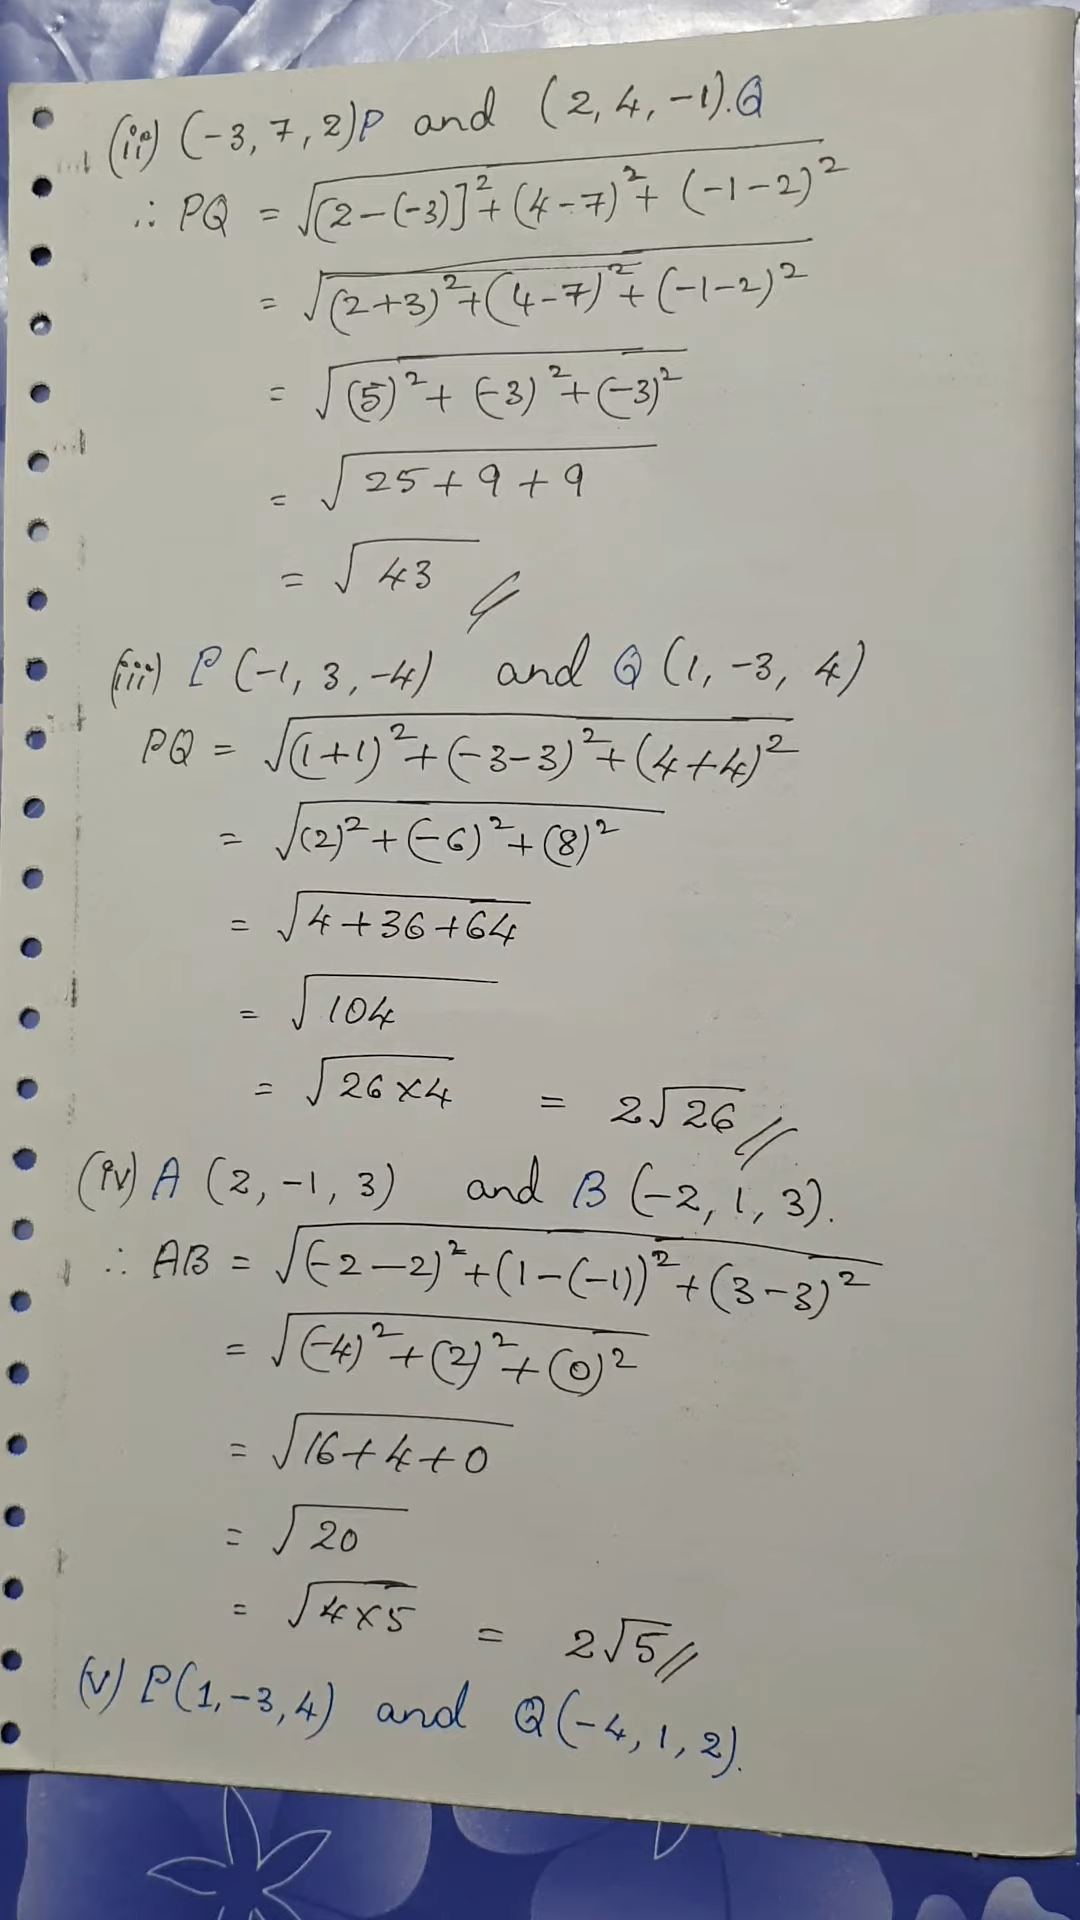 (ii) (-3, 7, 2)P and (2, 4, -1).Q
∴ PQ = √(2-(-3)]² + (4-7)² + (-1-2)²
= √(2+3)² + (4-7)² + (-1-2)²
= √(5)² + (-3)² + (-3)²
= √25 + 9 + 9
= √43 //
(iii) P (-1, 3, -4) and Q (1, -3, 4)
PQ = √(1+1)² + (-3-3)² + (4+4)²
= √(2)² + (-6)² + (8)²
= √4 + 36 + 64
= √104
= √26 × 4 = 2√26 //
(iv) A (2, -1, 3) and B (-2, 1, 3).
∴ AB = √(-2-2)² + (1-(-1))² + (3-3)²
= √(-4)² + (2)² + (0)²
= √16 + 4 + 0
= √20
= √4×5 = 2√5 //
(v) P(1, -3, 4) and Q(-4, 1, 2).